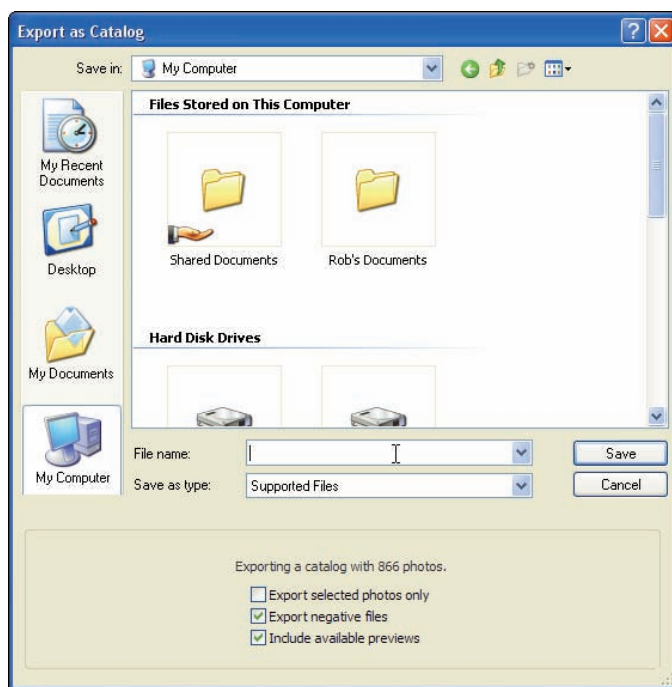 Export as Catalog
Save in:
My Computer
My Recent
Documents
Desktop
My Documents
My Computer
Files Stored on This Computer
Shared Documents
Rob's Documents
Hard Disk Drives
File name:
Save
Save as type:
Supported Files
Cancel
Exporting a catalog with 866 photos.
Export selected photos only
Export negative files
Include available previews